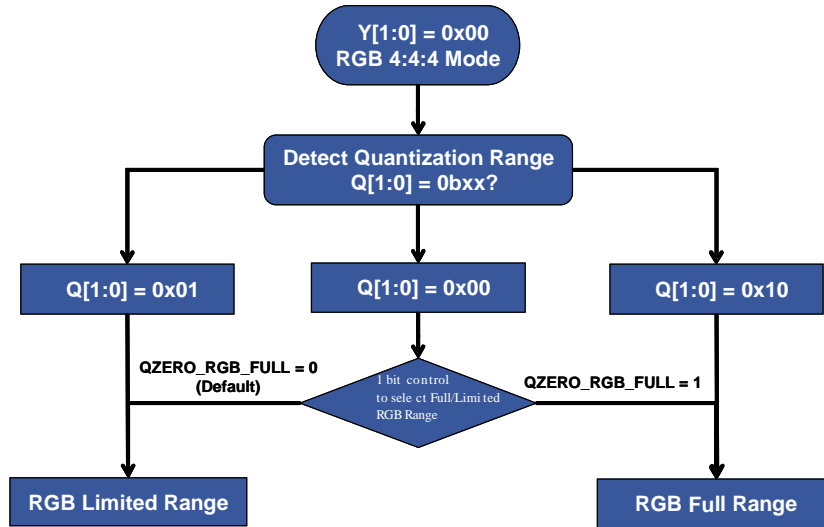 Y[1:0] = 0x00
RGB 4:4:4 Mode
Detect Quantization Range
Q[1:0] = 0bxx?
Q[1:0] = 0x01
Q[1:0] = 0x00
Q[1:0] = 0x10
QZERO_RGB_FULL = 0
(Default)
1 bit control
to sele ct Full/Limited
RGB Range
QZERO_RGB_FULL = 1
RGB Limited Range
RGB Full Range